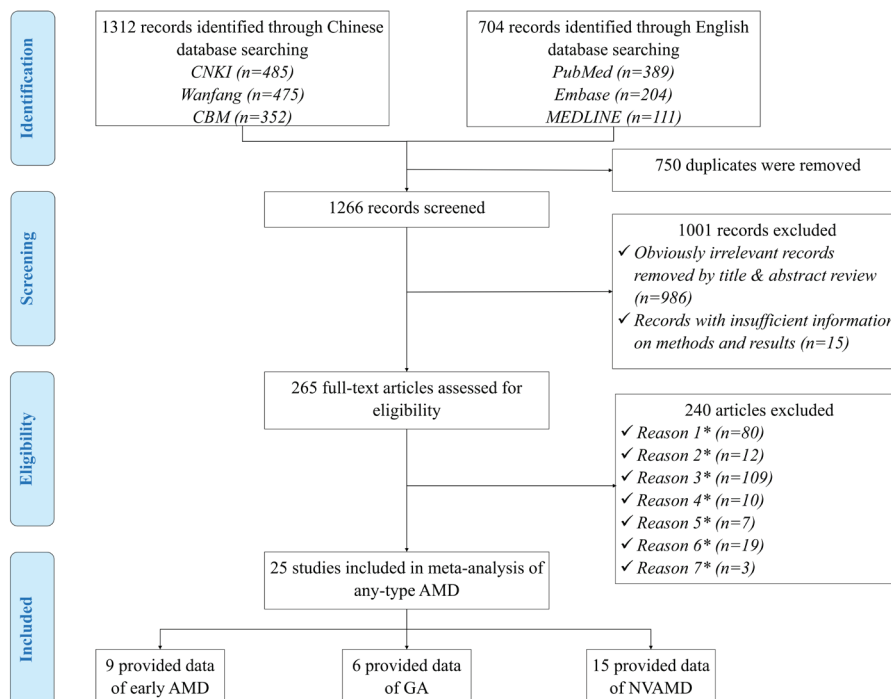 Identification
1312 records identified through Chinese
database searching
CNKI (n=485)
Wanfang (n=475)
CBM (n=352)
704 records identified through English
database searching
PubMed (n=389)
Embase (n=204)
MEDLINE (n=111)
750 duplicates were removed
Screening
1266 records screened
1001 records excluded
✓ Obviously irrelevant records
removed by title & abstract review
(n=986)
✓ Records with insufficient information
on methods and results (n=15)
Eligibility
265 full-text articles assessed for
eligibility
240 articles excluded
✓ Reason 1* (n=80)
✓ Reason 2* (n=12)
✓ Reason 3* (n=109)
✓ Reason 4* (n=10)
✓ Reason 5* (n=7)
✓ Reason 6* (n=19)
✓ Reason 7* (n=3)
Included
25 studies included in meta-analysis of
any-type AMD
9 provided data
of early AMD
6 provided data
of GA
15 provided data
of NVAMD